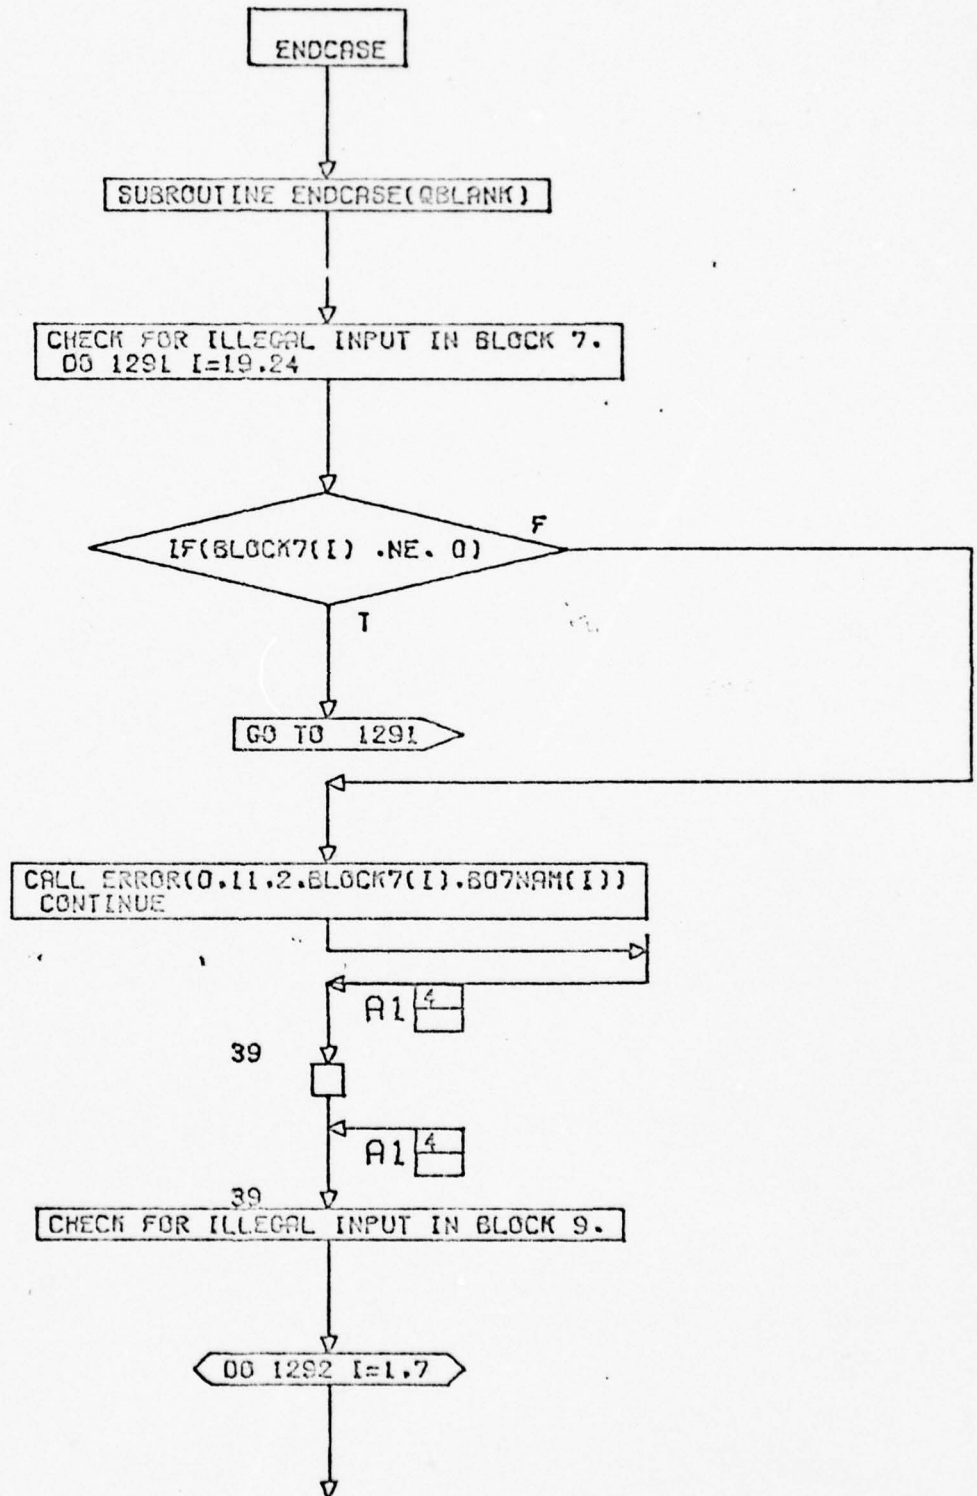 ENDCASE
SUBROUTINE ENDCASE(QBLANK)
CHECK FOR ILLEGAL INPUT IN BLOCK 7.
DO 1291 I=19.24
F
IF(BLOCK7(I) .NE. 0)
T
GO TO 1291
CALL ERROR(0.11.2.BLOCK7(I).B07NAM(I))
CONTINUE
A1 4
39
A1 4
39
CHECK FOR ILLEGAL INPUT IN BLOCK 9.
DO 1292 I=1.7